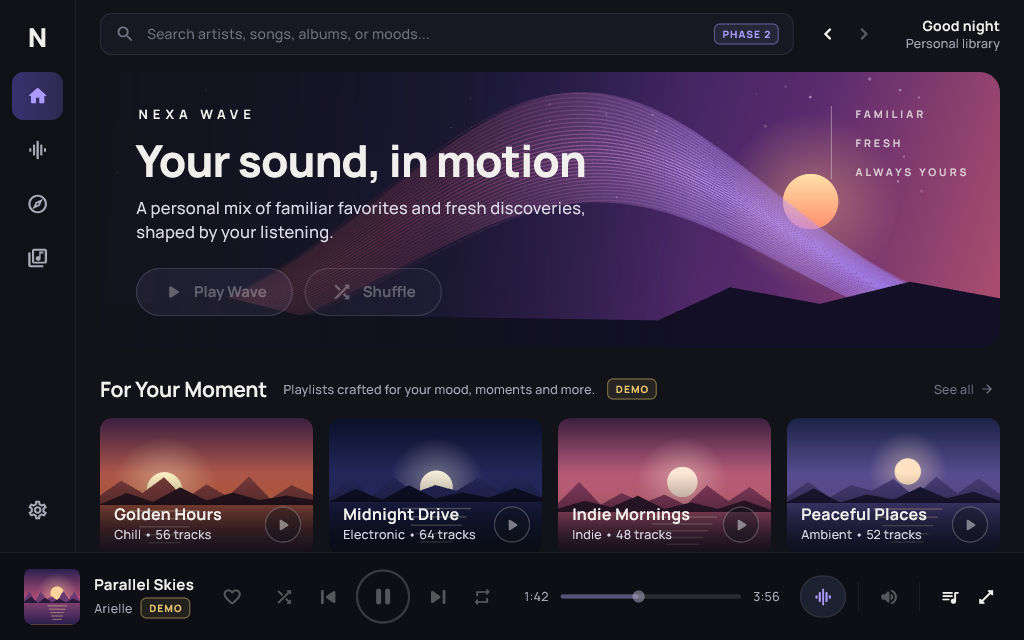 N
Search artists, songs, albums, or moods...
PHASE 2
Good night
Personal library
NEXA WAVE
Your sound, in motion
A personal mix of familiar favorites and fresh discoveries,
shaped by your listening.
Play Wave
Shuffle
FAMILIAR
FRESH
ALWAYS YOURS
For Your Moment
Playlists crafted for your mood, moments and more.
DEMO
See all
Golden Hours
Chill • 56 tracks
Midnight Drive
Electronic • 64 tracks
Indie Mornings
Indie • 48 tracks
Peaceful Places
Ambient • 52 tracks
Parallel Skies
Arielle
DEMO
1:42
3:56